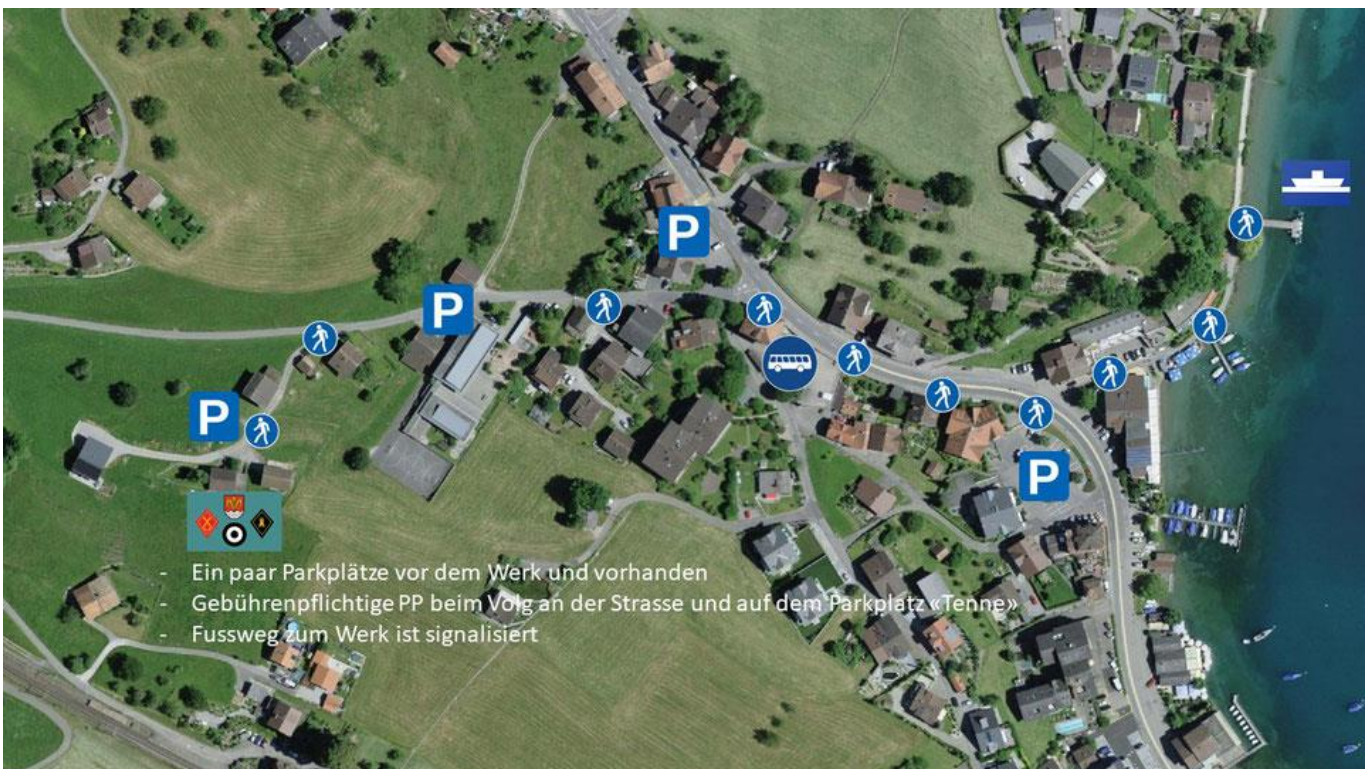 P
P
P
P
- Ein paar Parkplätze vor dem Werk und vorhanden
- Gebührenpflichtige PP beim Volg an der Strasse und auf dem Parkplatz «Tenne»
- Fussweg zum Werk ist signalisiert